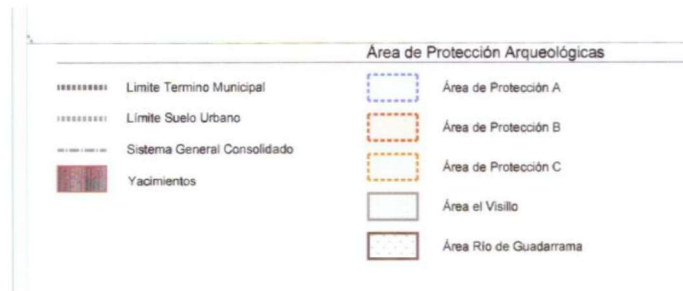 Área de Protección Arqueológicas
Limite Termino Municipal
Límite Suelo Urbano
Sistema General Consolidado
Yacimientos
Área de Protección A
Área de Protección B
Área de Protección C
Área el Visillo
Área Río de Guadarrama